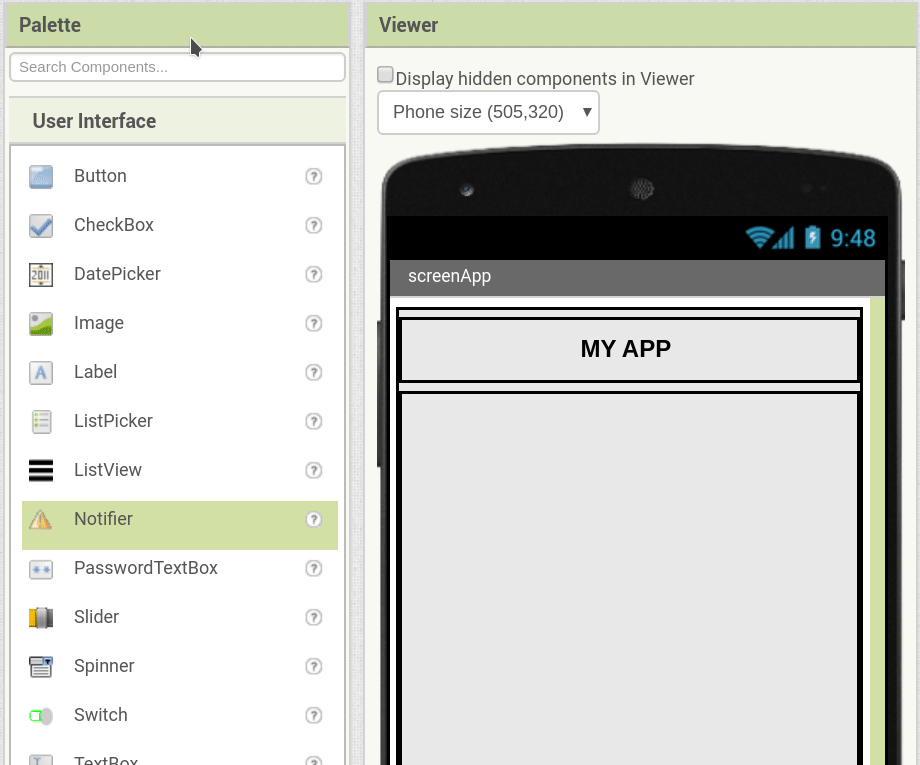 Palette
Search Components...
User Interface
Button ?
CheckBox ?
2011 DatePicker ?
Image ?
A Label ?
ListPicker ?
ListView ?
Notifier ?
PasswordTextBox ?
Slider ?
Spinner ?
Switch ?
TextBox
Viewer
Display hidden components in Viewer
Phone size (505,320)
9:48
screenApp
MY APP